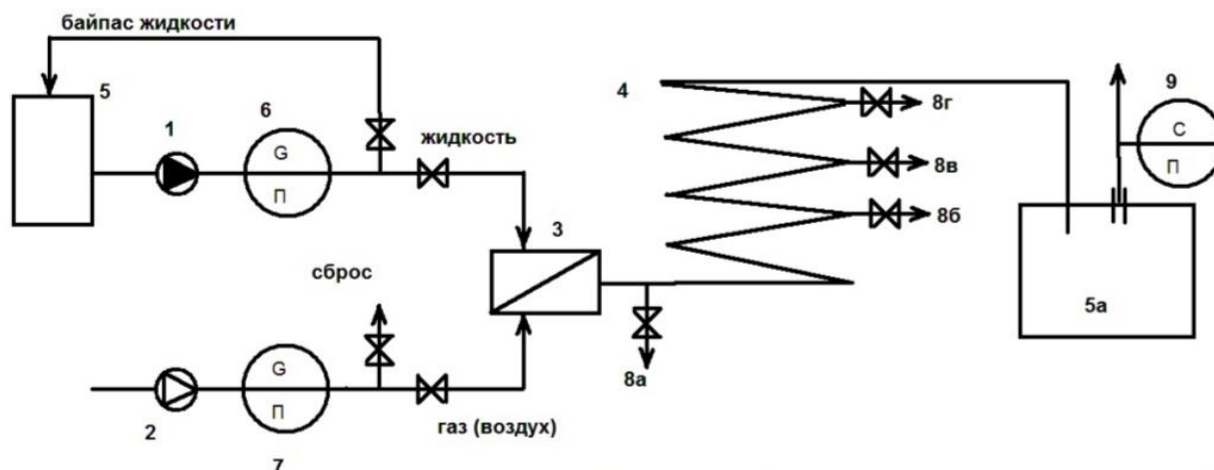 байпас жидкости
5
1
6
G
П
жидкость
4
8г
8в
8б
9
С
П
3
5а
сброс
8а
G
П
2
газ (воздух)
7